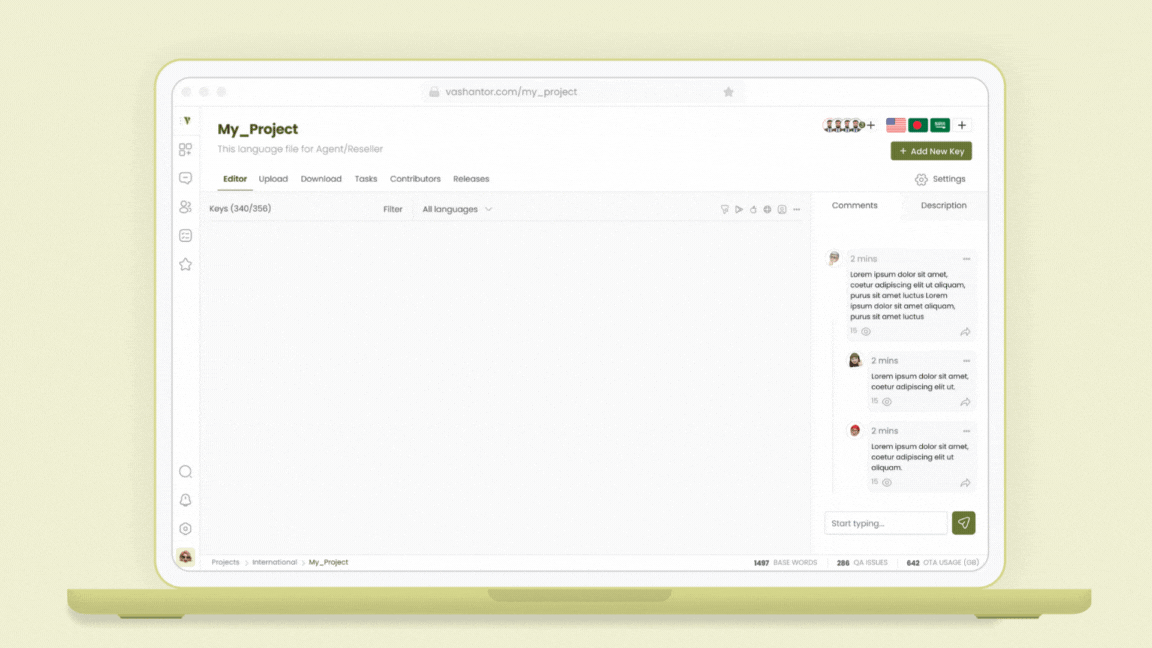 vashantor.com/my_project
My_Project
This language file for Agent/Reseller
+ Add New Key
Editor Upload Download Tasks Contributors Releases
Settings
Keys (340/356) Filter All languages
Comments Description
2 mins
Lorem ipsum dolor sit amet,
coetur adipiscing elit ut aliquam,
purus sit amet luctus Lorem
ipsum dolor sit amet aliquam,
purus sit amet luctus
15
2 mins
Lorem ipsum dolor sit amet,
coetur adipiscing elit ut.
15
2 mins
Lorem ipsum dolor sit amet,
coetur adipiscing elit ut
aliquam.
15
Start typing...
Projects > International > My_Project
1497 BASE WORDS 286 QA ISSUES 642 OTA USAGE (GB)